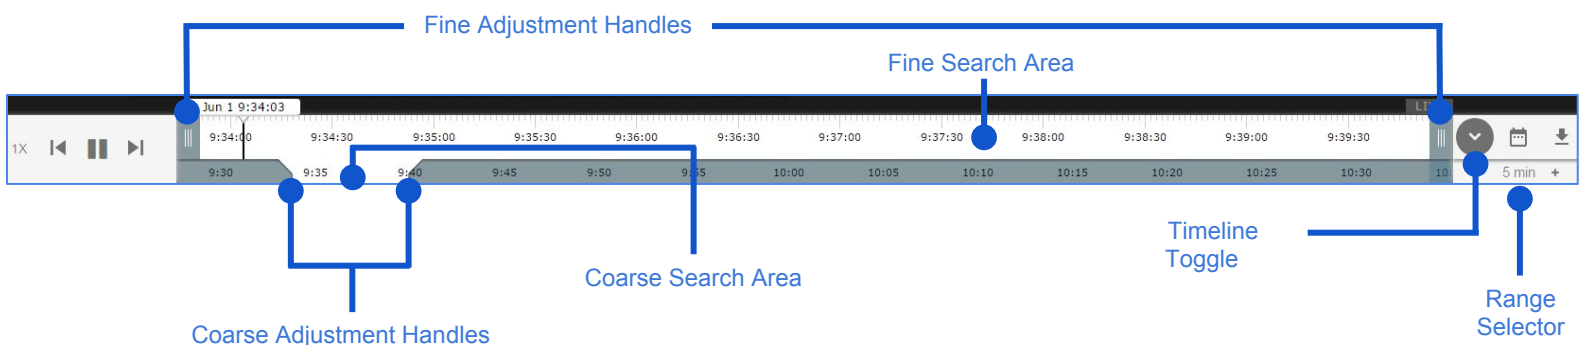 Fine Adjustment Handles
Fine Search Area
Jun 1 9:34:03
1X
9:34:00 9:34:30 9:35:00 9:35:30 9:36:00 9:36:30 9:37:00 9:37:30 9:38:00 9:38:30 9:39:00 9:39:30
9:30 9:35 9:40 9:45 9:50 10:00 10:05 10:10 10:15 10:20 10:25 10:30
5 min +
Timeline
Toggle
Coarse Search Area
Range
Selector
Coarse Adjustment Handles